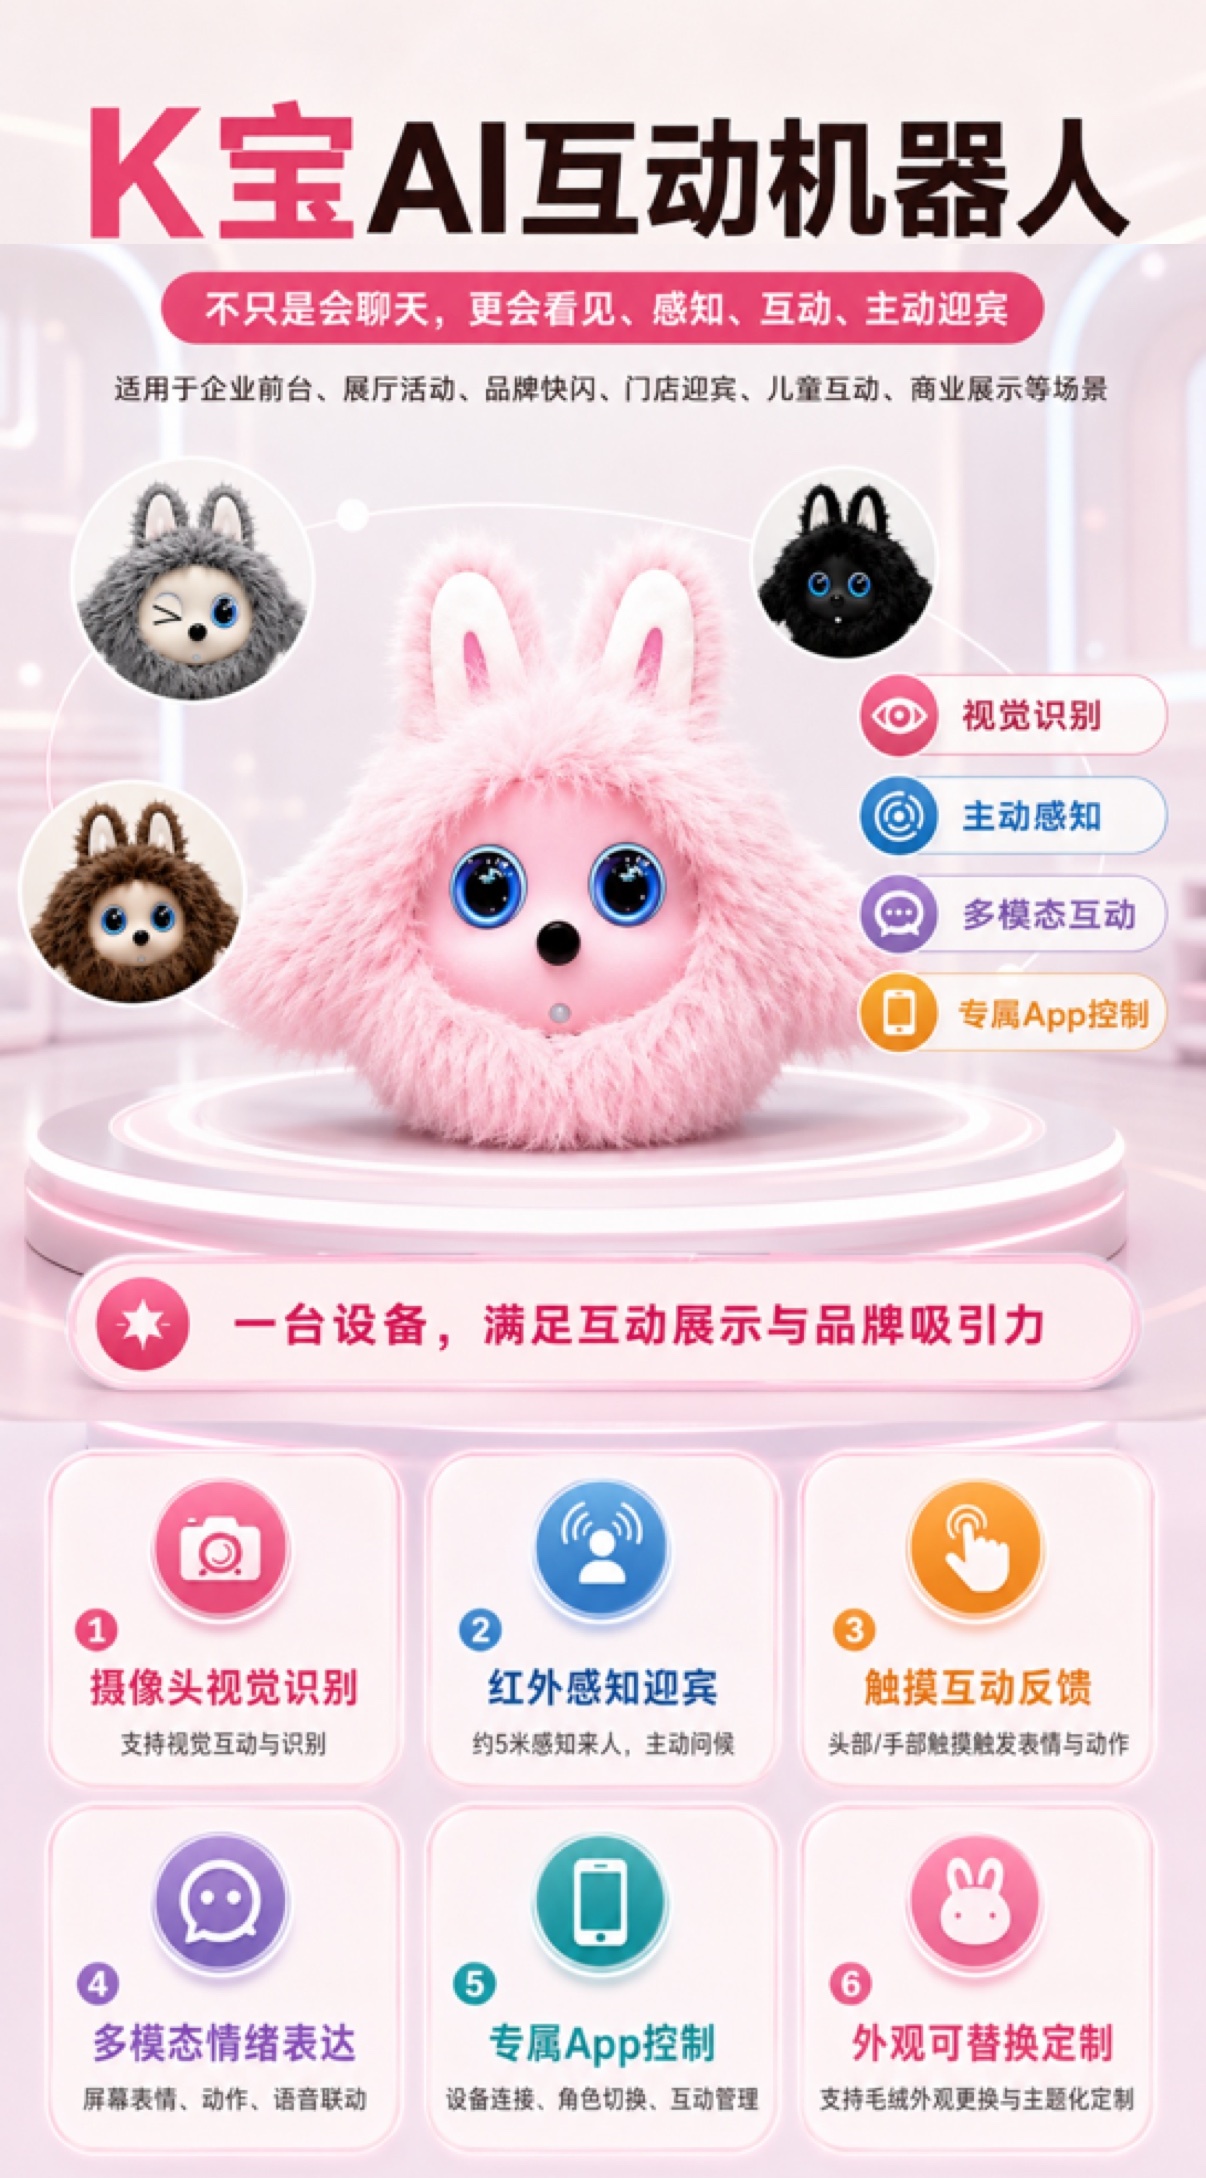 K宝AI互动机器人
不只是会聊天，更会看见、感知、互动、主动迎宾
适用于企业前台、展厅活动、品牌快闪、门店迎宾、儿童互动、商业展示等场景
视觉识别
主动感知
多模态互动
专属App控制
一台设备，满足互动展示与品牌吸引力
1
摄像头视觉识别
支持视觉互动与识别
2
红外感知迎宾
约5米感知来人，主动问候
3
触摸互动反馈
头部/手部触摸触发表情与动作
4
多模态情绪表达
屏幕表情、动作、语音联动
5
专属App控制
设备连接、角色切换、互动管理
6
外观可替换定制
支持毛绒外观更换与主题化定制